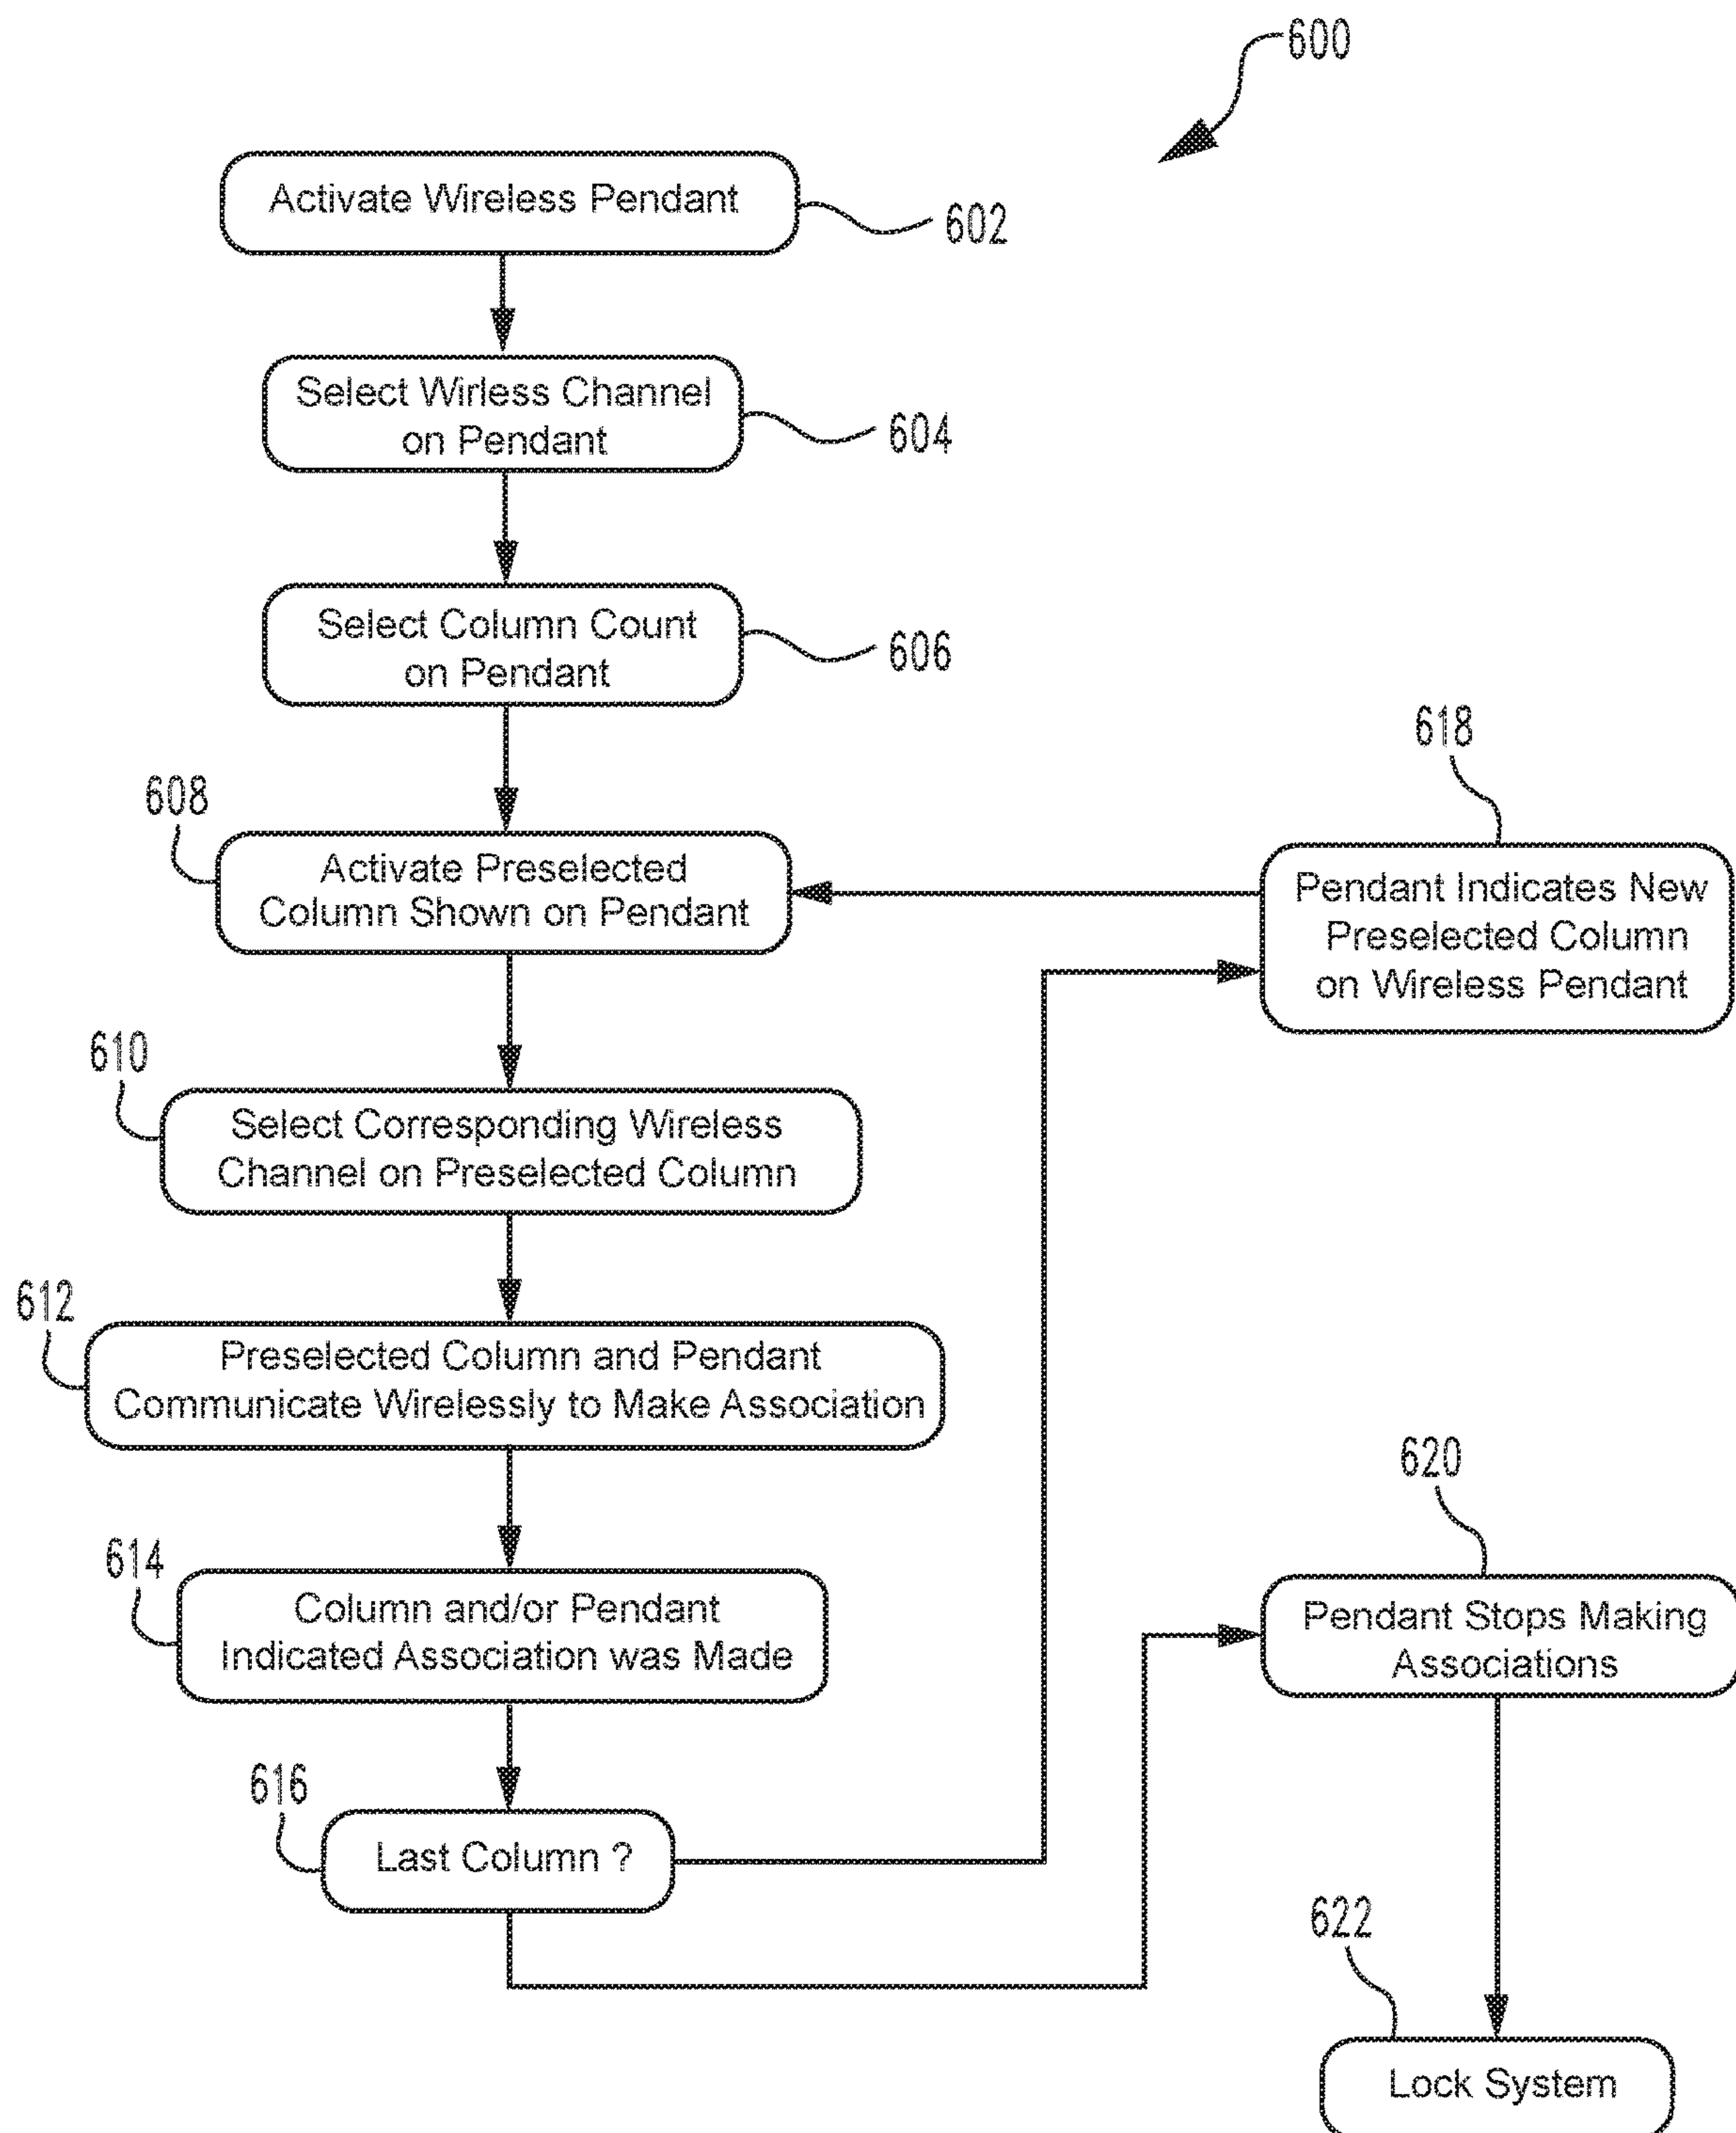 600
Activate Wireless Pendant
602
Select Wirless Channel
on Pendant
604
Select Column Count
on Pendant
606
608
Activate Preselected
Column Shown on Pendant
618
Pendant Indicates New
Preselected Column
on Wireless Pendant
610
Select Corresponding Wireless
Channel on Preselected Column
612
Preselected Column and Pendant
Communicate Wirelessly to Make Association
614
Column and/or Pendant
Indicated Association was Made
620
Pendant Stops Making
Associations
616
Last Column ?
622
Lock System